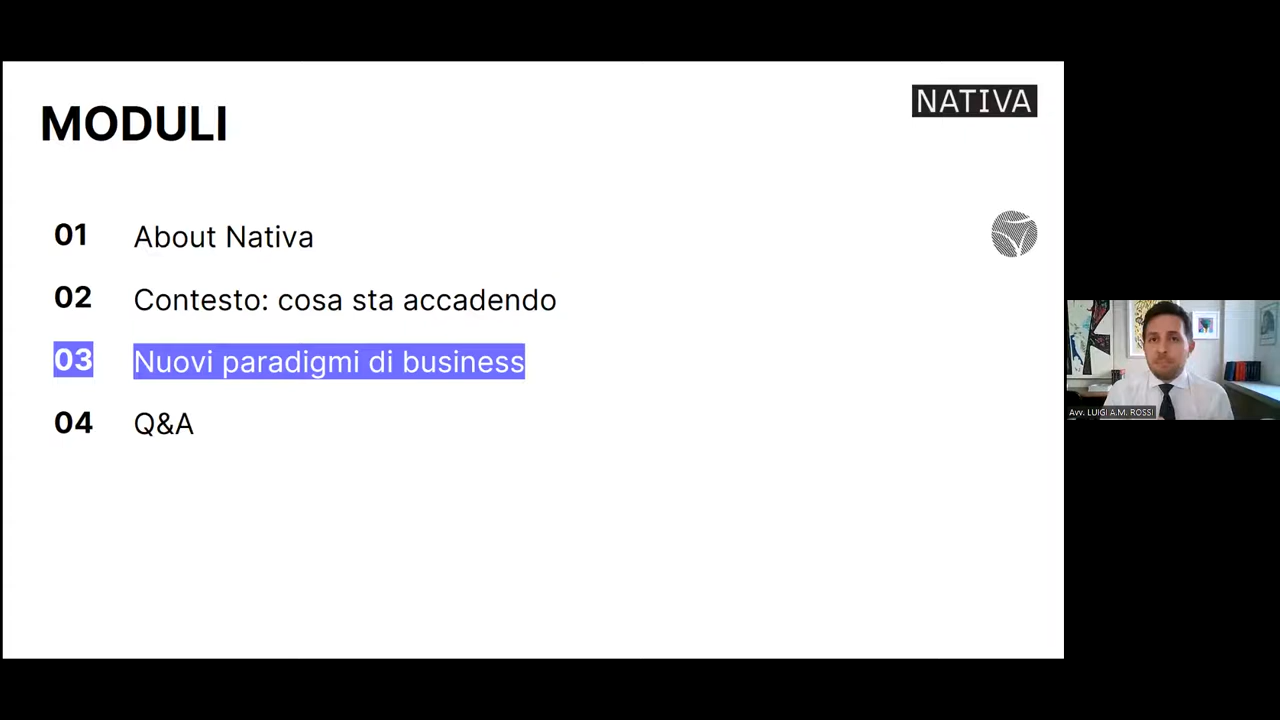 MODULI
NATIVA
01 About Nativa
02 Contesto: cosa sta accadendo
03 Nuovi paradigmi di business
04 Q&A
Avv. LUIGI A.M. ROSSI